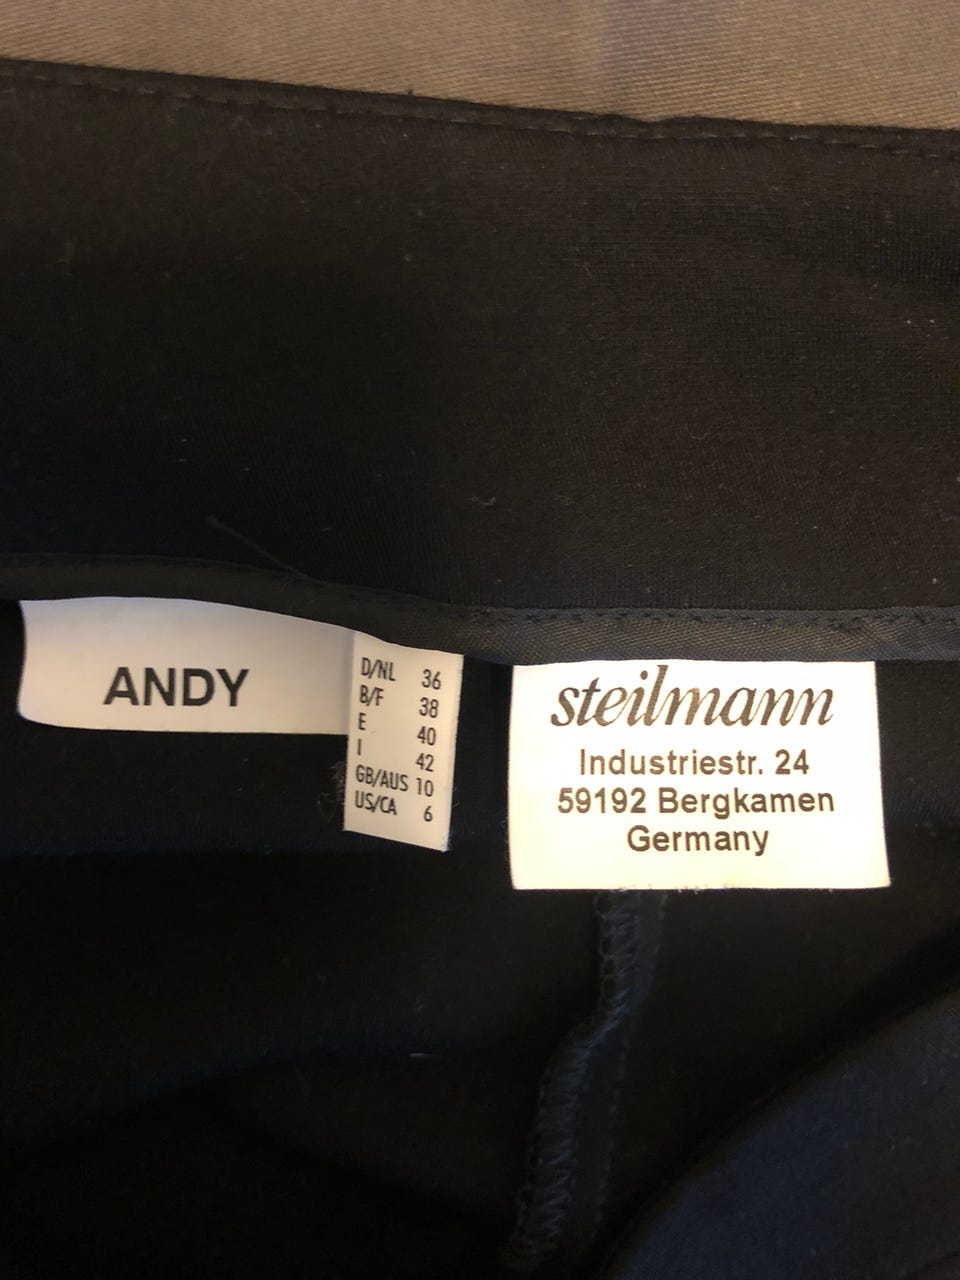 ANDY
D/NL 36
B/F 38
E 40
I 42
GB/AUS 10
US/CA 6
steilmann
Industriestr. 24
59192 Bergkamen
Germany